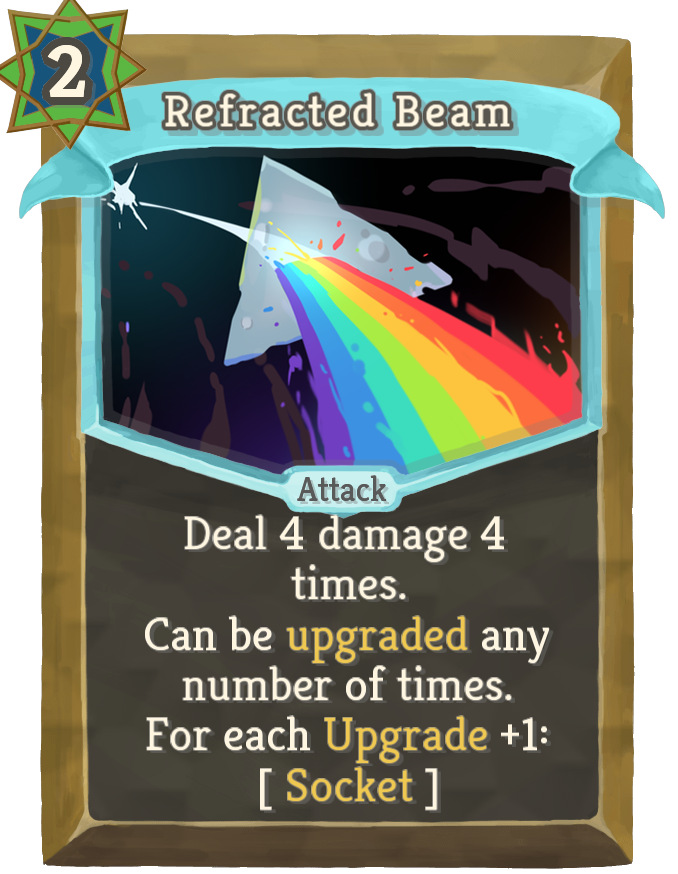 2
Refracted Beam
Attack
Deal 4 damage 4
times.
Can be upgraded any
number of times.
For each Upgrade +1:
[ Socket ]